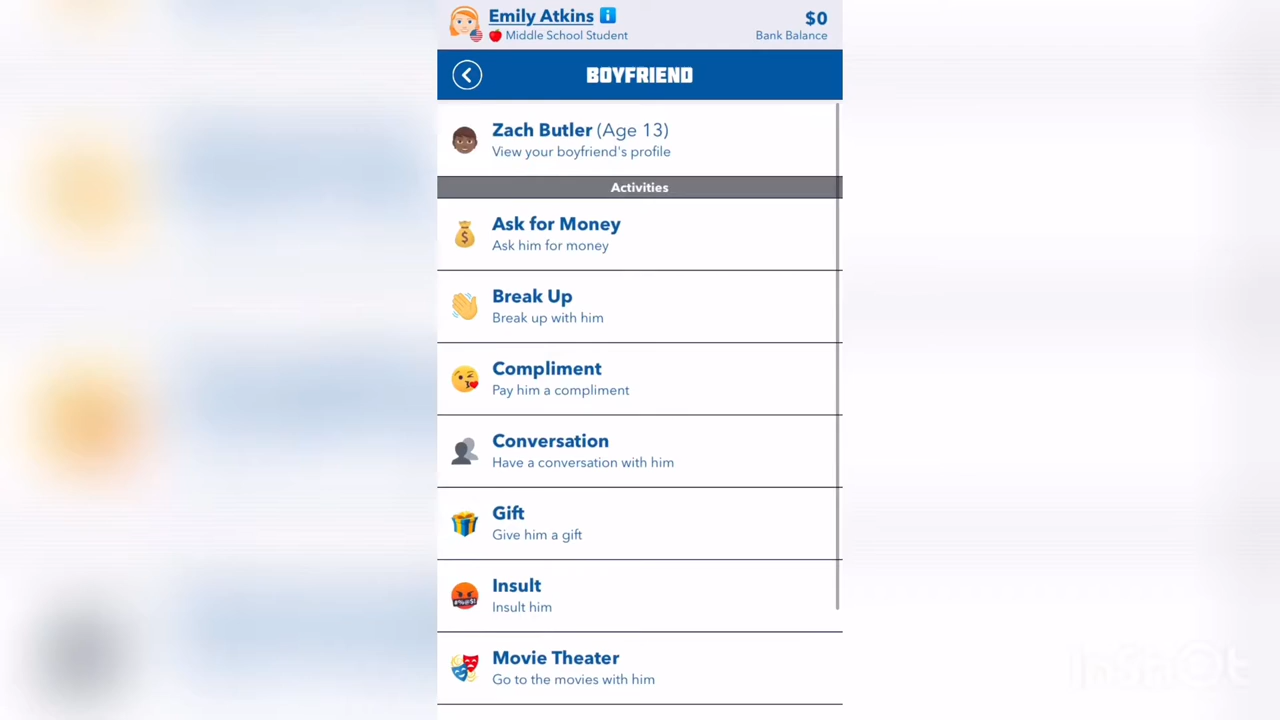 Emily Atkins
$0
Middle School Student
Bank Balance
BOYFRIEND
Zach Butler (Age 13)
View your boyfriend's profile
Activities
Ask for Money
Ask him for money
Break Up
Break up with him
Compliment
Pay him a compliment
Conversation
Have a conversation with him
Gift
Give him a gift
Insult
Insult him
Movie Theater
Go to the movies with him
InShOt